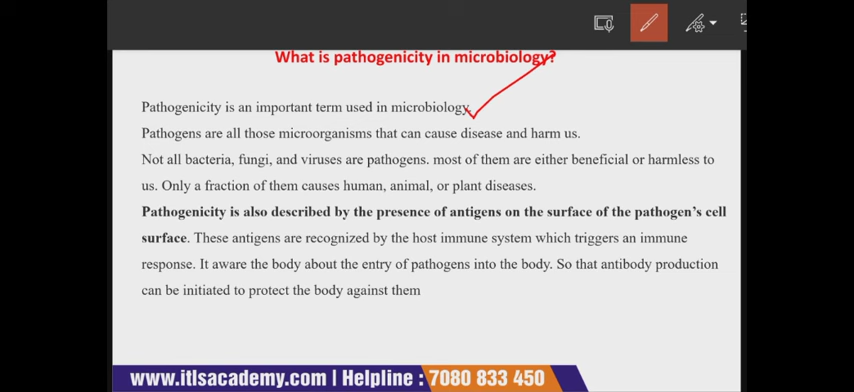 What is pathogenicity in microbiology?
Pathogenicity is an important term used in microbiology.
Pathogens are all those microorganisms that can cause disease and harm us.
Not all bacteria, fungi, and viruses are pathogens. most of them are either beneficial or harmless to
us. Only a fraction of them causes human, animal, or plant diseases.
Pathogenicity is also described by the presence of antigens on the surface of the pathogen's cell
surface. These antigens are recognized by the host immune system which triggers an immune
response. It aware the body about the entry of pathogens into the body. So that antibody production
can be initiated to protect the body against them
www.itlsacademy.com | Helpline : 7080 833 450